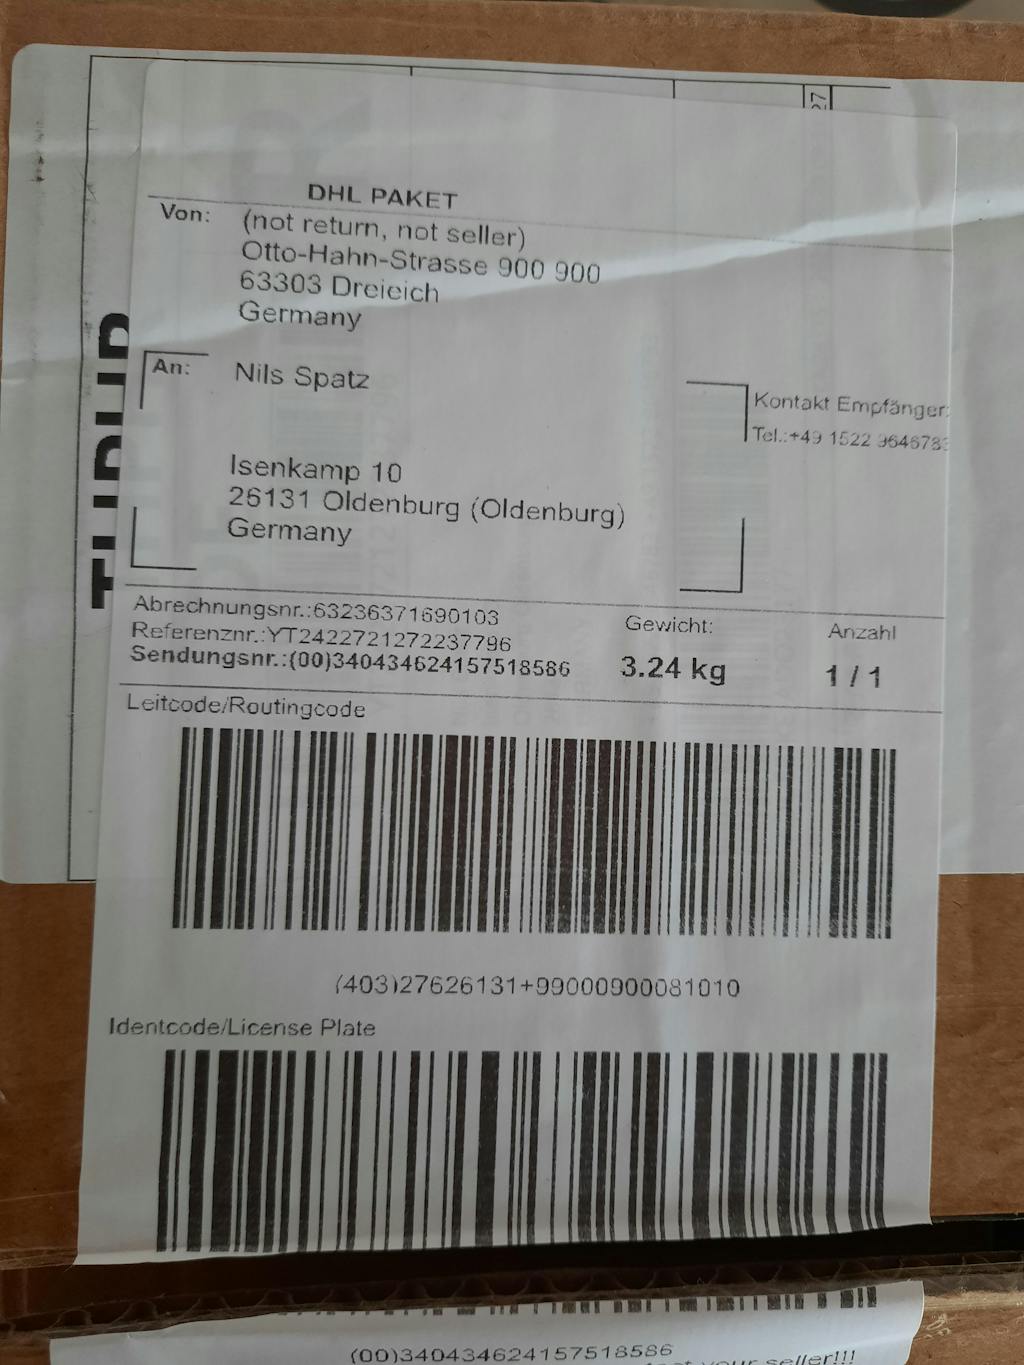 DHL PAKET
Von: (not return, not seller)
Otto-Hahn-Strasse 900 900
63303 Dreieich
Germany
An: Nils Spatz
Kontakt Empfänger:
Tel.:+49 1522 9646783
Isenkamp 10
26131 Oldenburg (Oldenburg)
Germany
Abrechnungsnr.:63236371690103
Referenznr.:YT2422721272237796
Sendungsnr.:(00)340434624157518586
Gewicht:
3.24 kg
Anzahl
1 / 1
Leitcode/Routingcode
(403)27626131+99000900081010
Identcode/License Plate
(00)340434624157518586
your seller!!!